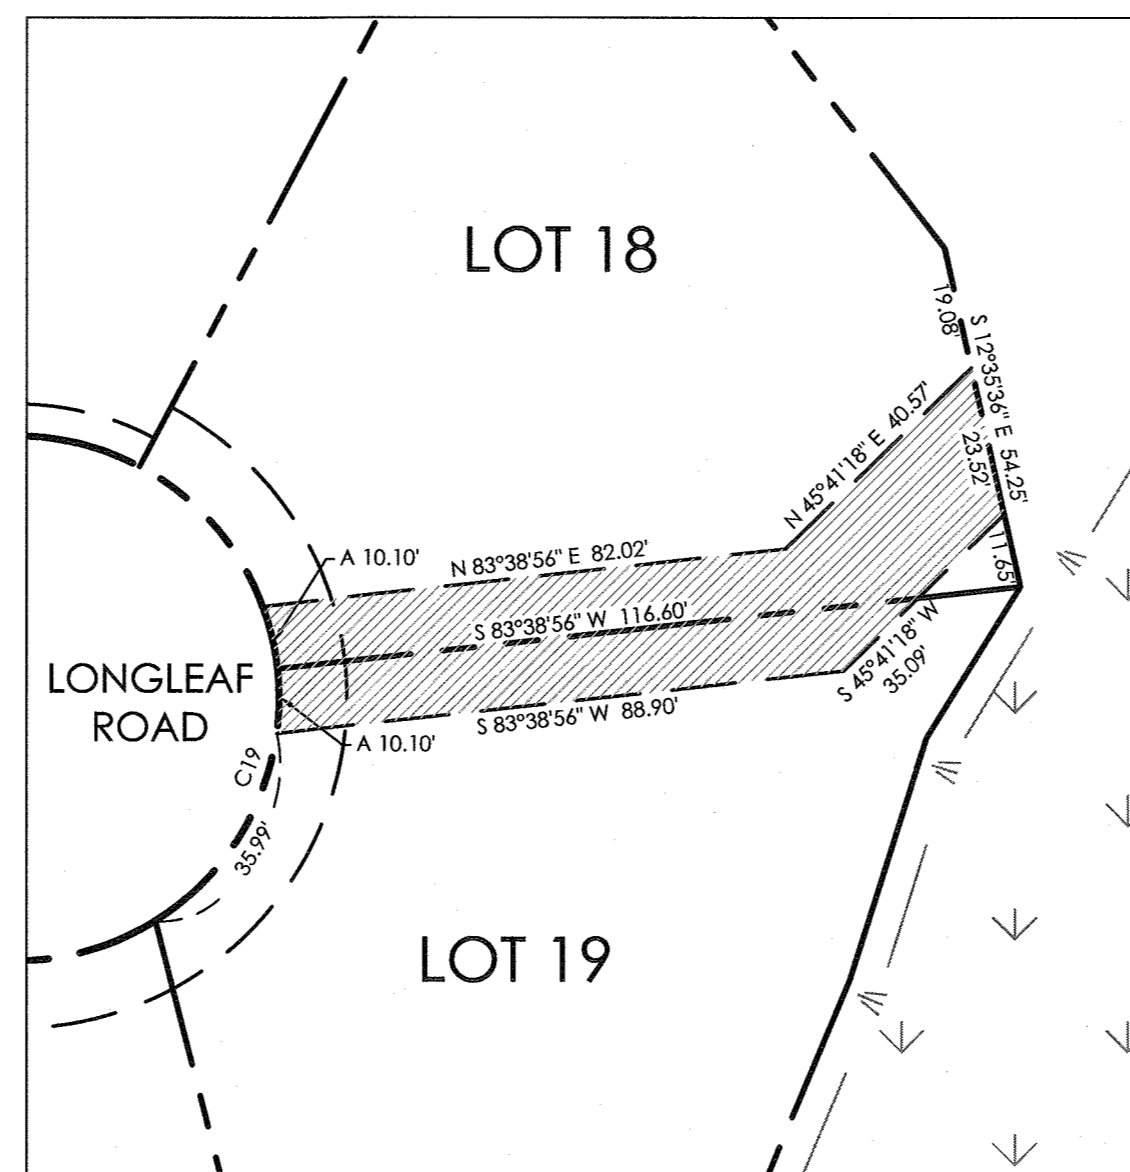 LOT 18
19.08'
S 12°35'36" E 54.25'
N 45°41'18" E 40.57'
23.52'
11.65'
A 10.10'
N 83°38'56" E 82.02'
S 83°38'56" W 116.60'
S 45°41'18" W
35.09'
LONGLEAF
ROAD
S 83°38'56" W 88.90'
A 10.10'
C19
35.99'
LOT 19